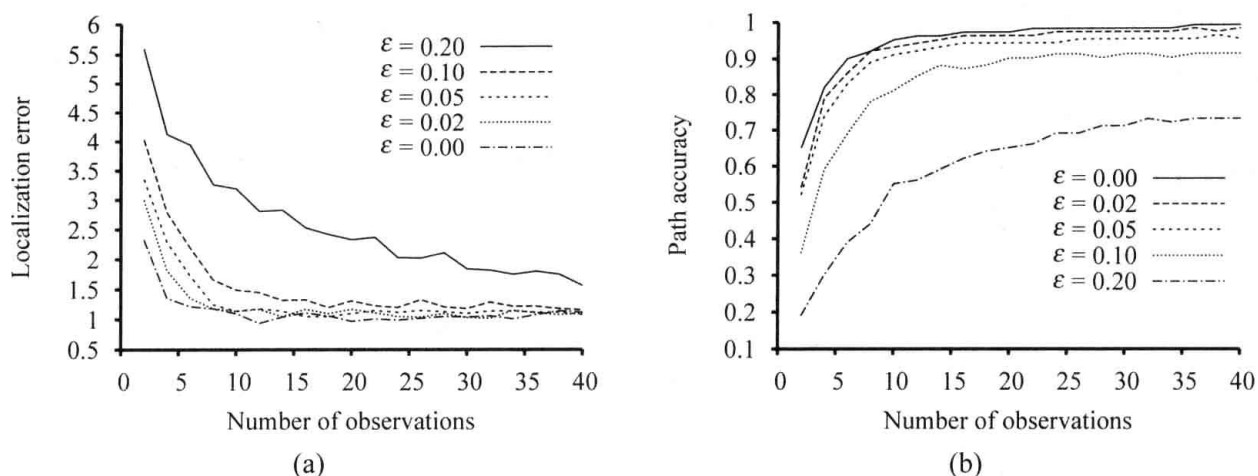 6
5.5
5
4.5
4
3.5
3
2.5
2
1.5
1
0.5
Localization error
ε = 0.20
ε = 0.10
ε = 0.05
ε = 0.02
ε = 0.00
0 5 10 15 20 25 30 35 40
Number of observations
(a)
1
0.9
0.8
0.7
0.6
0.5
0.4
0.3
0.2
0.1
Path accuracy
ε = 0.00
ε = 0.02
ε = 0.05
ε = 0.10
ε = 0.20
0 5 10 15 20 25 30 35 40
Number of observations
(b)